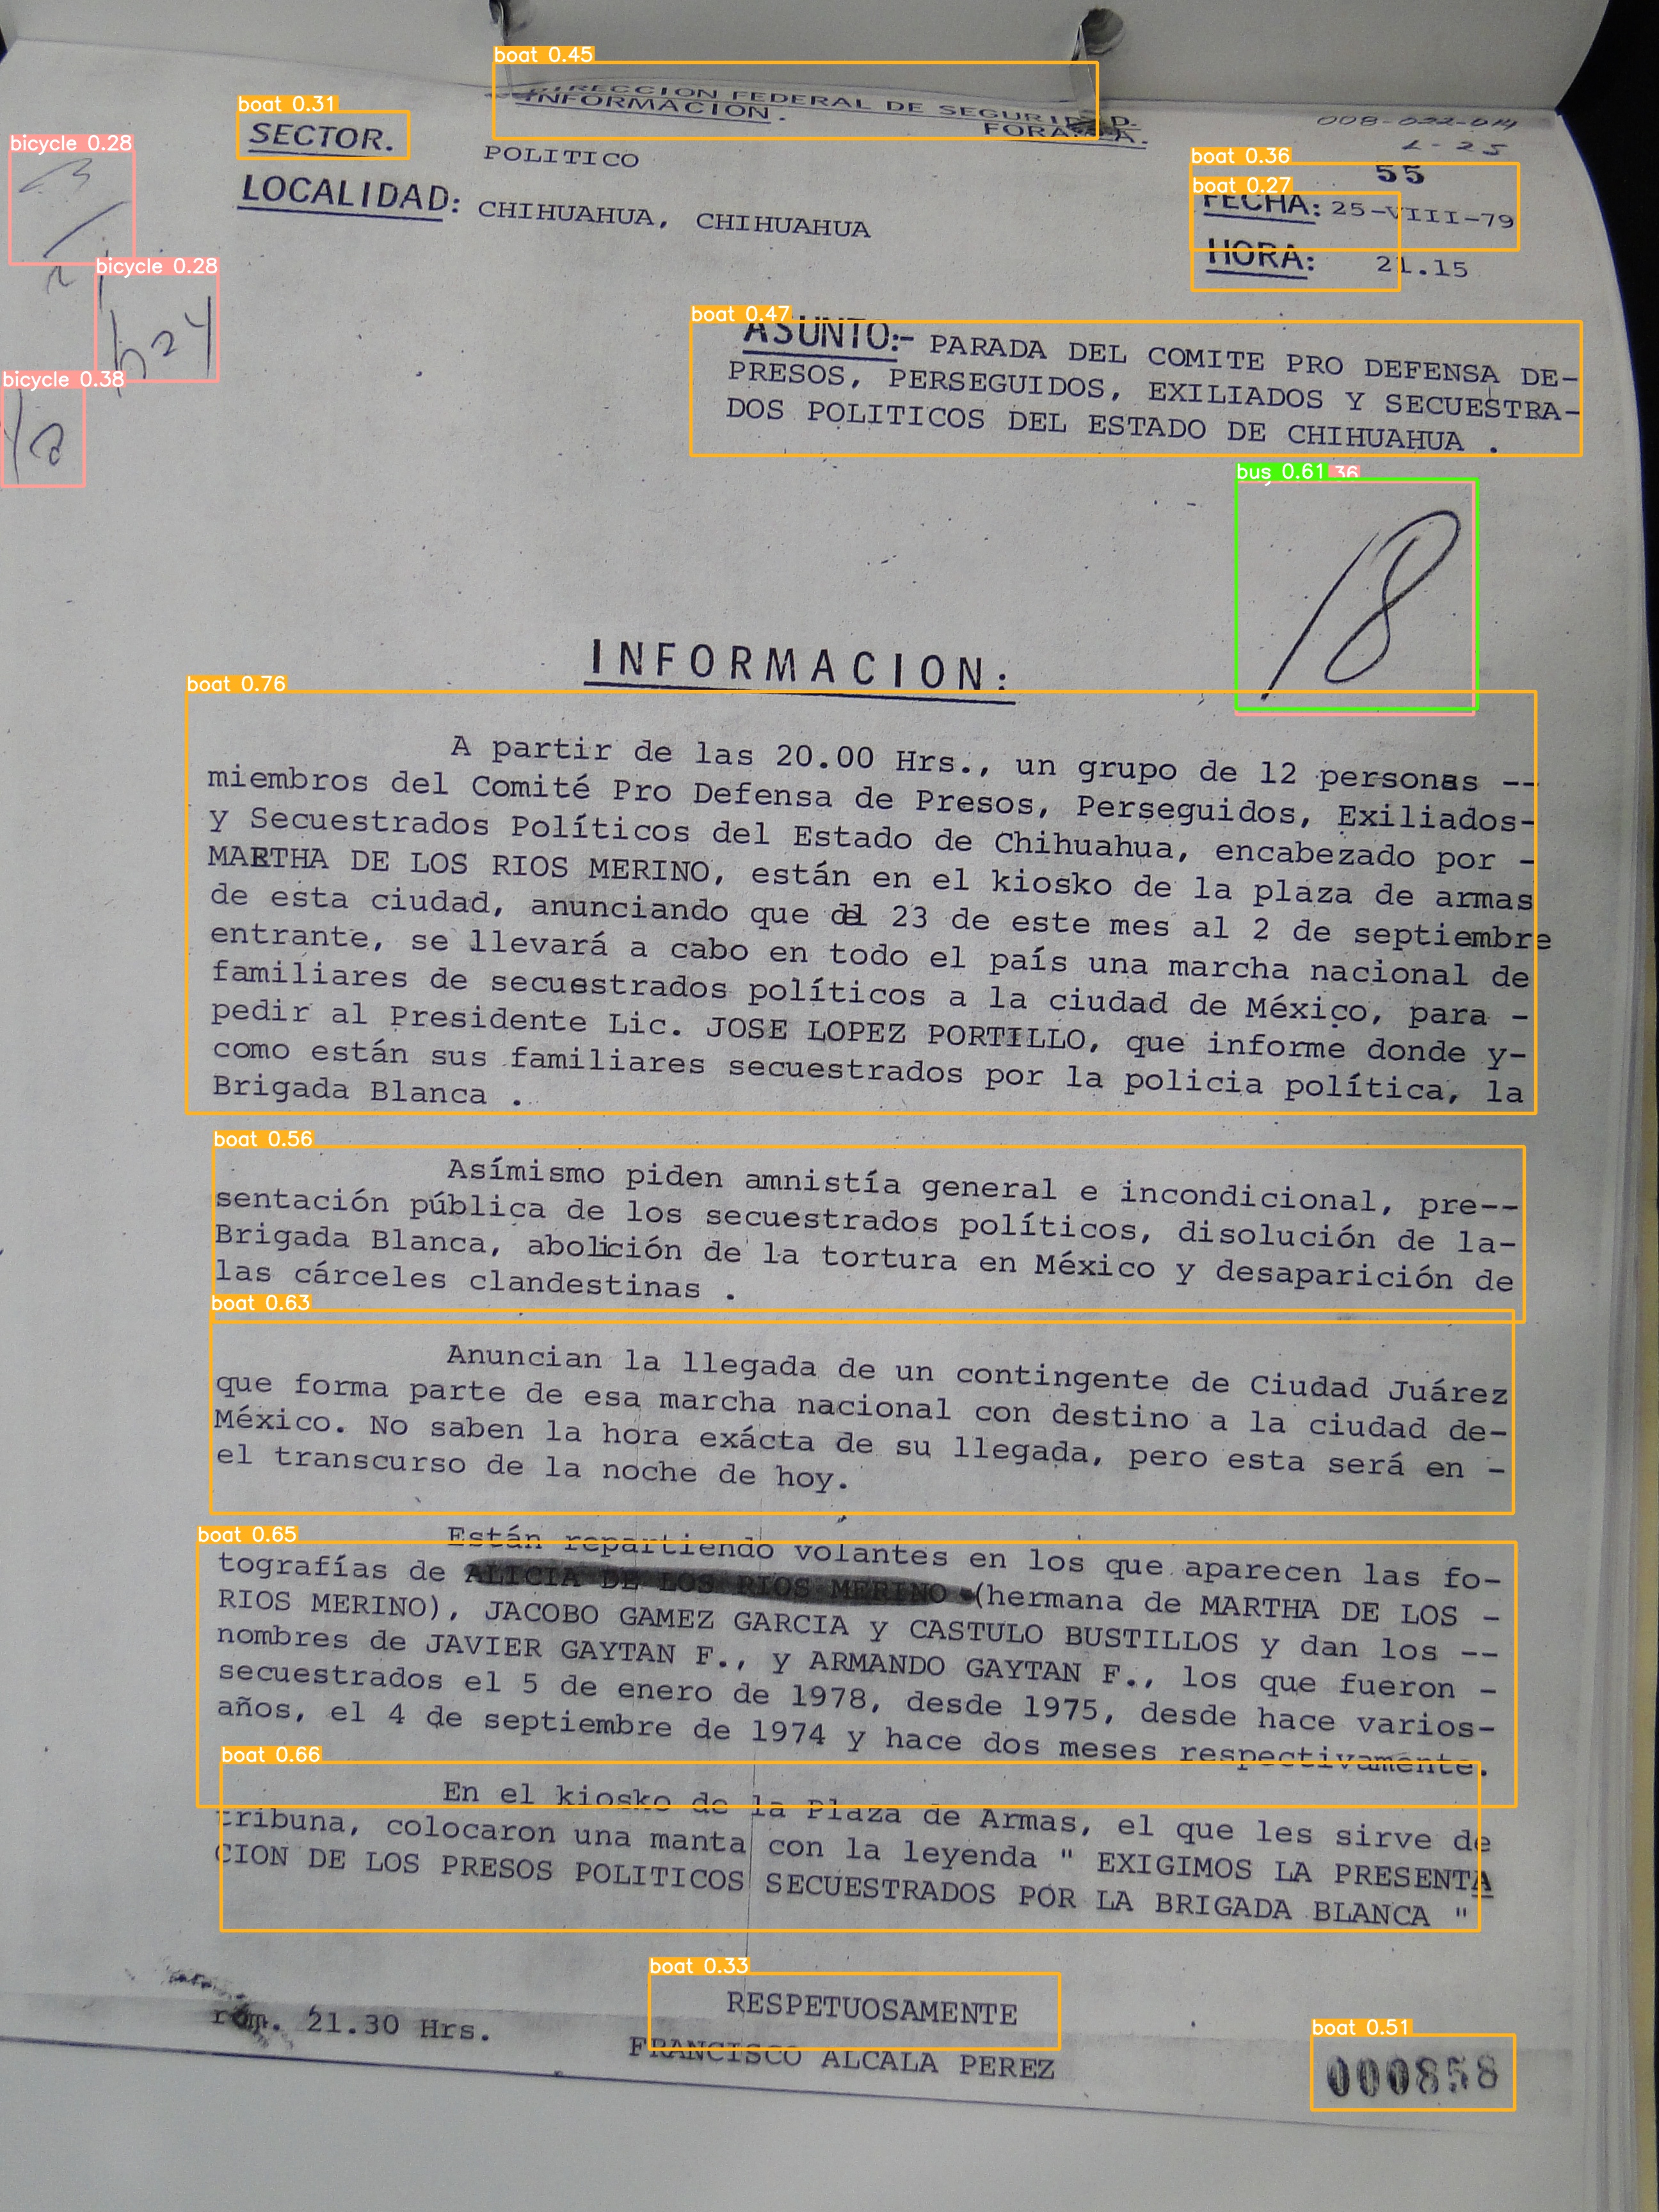 DIRECCION FEDERAL DE SEGURIDAD.
INFORMACION. FORANEA.
008-022-014
L-25
55
SECTOR. POLITICO
LOCALIDAD: CHIHUAHUA, CHIHUAHUA
FECHA: 25-VIII-79
HORA: 21.15
ASUNTO:- PARADA DEL COMITE PRO DEFENSA DE-
PRESOS, PERSEGUIDOS, EXILIADOS Y SECUESTRA-
DOS POLITICOS DEL ESTADO DE CHIHUAHUA .
18
INFORMACION:
A partir de las 20.00 Hrs., un grupo de 12 personas --
miembros del Comité Pro Defensa de Presos, Perseguidos, Exiliados-
y Secuestrados Políticos del Estado de Chihuahua, encabezado por -
MARTHA DE LOS RIOS MERINO, están en el kiosko de la plaza de armas
de esta ciudad, anunciando que del 23 de este mes al 2 de septiembre
entrante, se llevará a cabo en todo el país una marcha nacional de
familiares de secuestrados políticos a la ciudad de México, para -
pedir al Presidente Lic. JOSE LOPEZ PORTILLO, que informe donde y-
como están sus familiares secuestrados por la policia política, la
Brigada Blanca .
Asímismo piden amnistía general e incondicional, pre--
sentación pública de los secuestrados políticos, disolución de la-
Brigada Blanca, abolición de la tortura en México y desaparición de
las cárceles clandestinas .
Anuncian la llegada de un contingente de Ciudad Juárez
que forma parte de esa marcha nacional con destino a la ciudad de-
México. No saben la hora exácta de su llegada, pero esta será en -
el transcurso de la noche de hoy.
Están repartiendo volantes en los que aparecen las fo-
tografías de ALICIA DE LOS RIOS MERINO (hermana de MARTHA DE LOS -
RIOS MERINO), JACOBO GAMEZ GARCIA y CASTULO BUSTILLOS y dan los --
nombres de JAVIER GAYTAN F., y ARMANDO GAYTAN F., los que fueron -
secuestrados el 5 de enero de 1978, desde 1975, desde hace varios-
años, el 4 de septiembre de 1974 y hace dos meses respectivamente.
En el kiosko de la Plaza de Armas, el que les sirve de
tribuna, colocaron una manta con la leyenda " EXIGIMOS LA PRESENTA
CION DE LOS PRESOS POLITICOS SECUESTRADOS POR LA BRIGADA BLANCA "
RESPETUOSAMENTE
rom. 21.30 Hrs.
FRANCISCO ALCALA PEREZ
000858
boat 0.45
boat 0.31
bicycle 0.28
boat 0.36
boat 0.27
bicycle 0.28
boat 0.47
bicycle 0.38
bus 0.61 36
boat 0.76
boat 0.56
boat 0.63
boat 0.65
boat 0.66
boat 0.33
boat 0.51